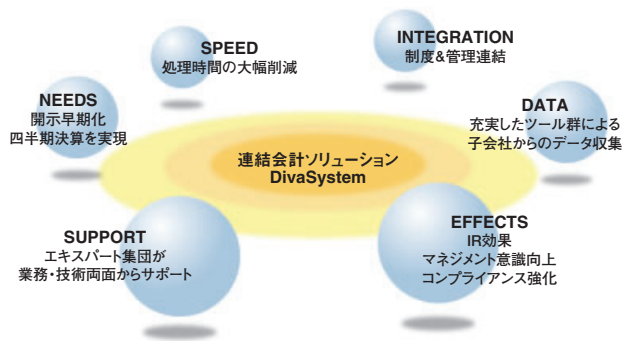 SPEED
処理時間の大幅削減
INTEGRATION
制度&管理連結
NEEDS
開示早期化
四半期決算を実現
DATA
充実したツール群による
子会社からのデータ収集
連結会計ソリューション
DivaSystem
SUPPORT
エキスパート集団が
業務・技術両面からサポート
EFFECTS
IR効果
マネジメント意識向上
コンプライアンス強化